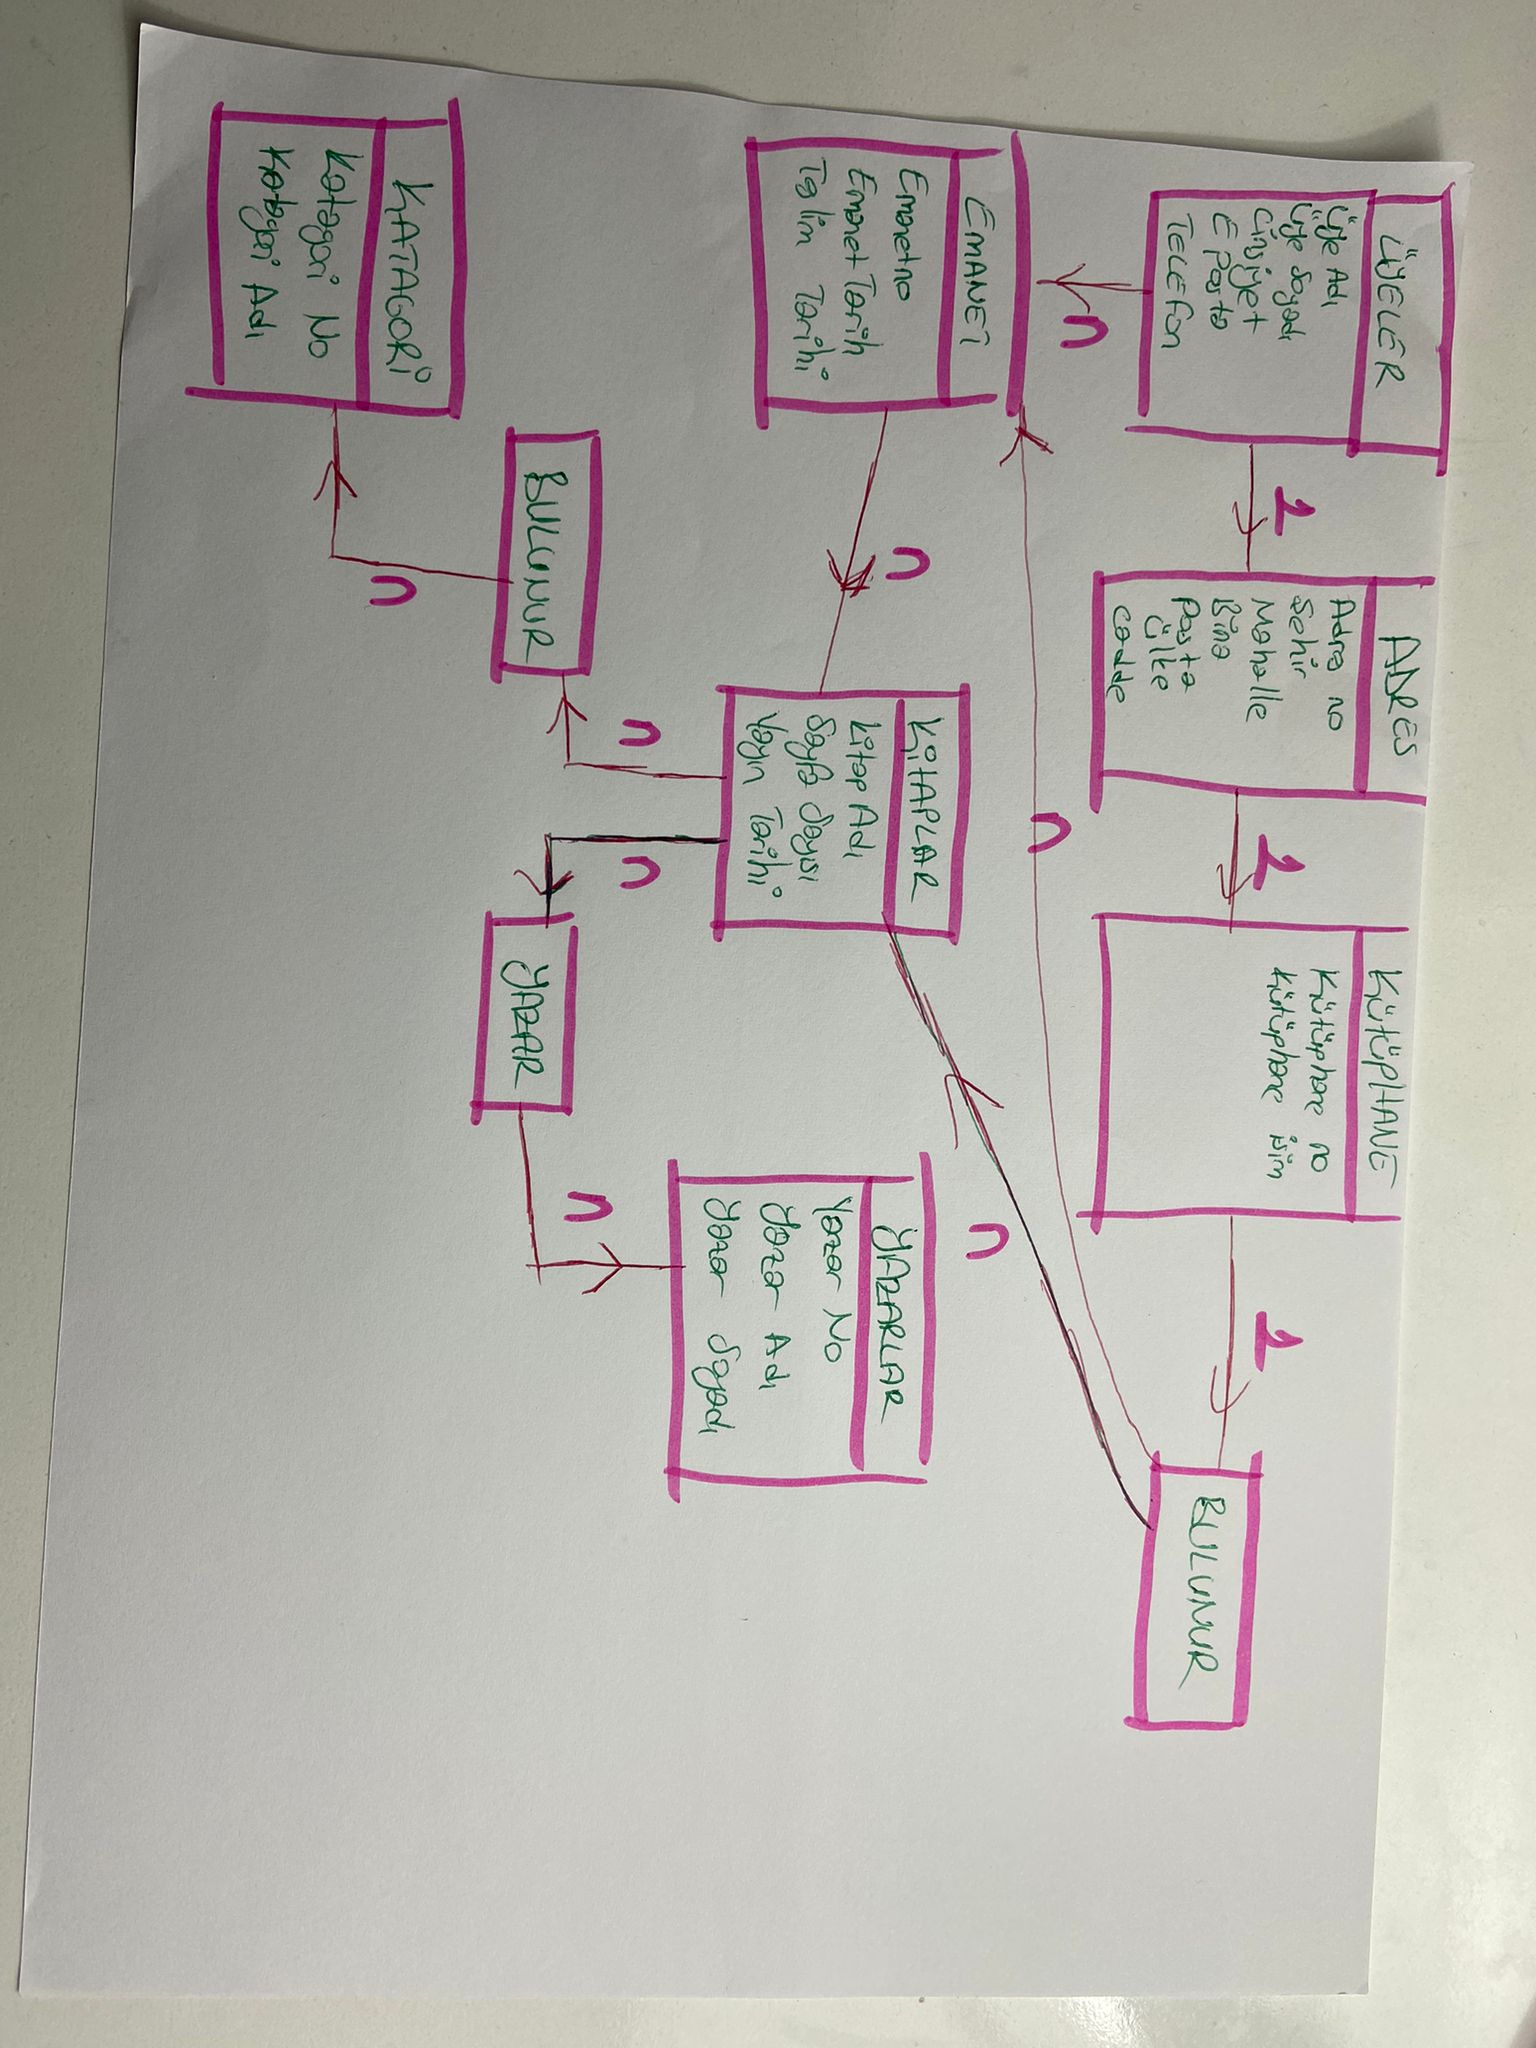 ÜYELER
Üye Adı
Üye Soyadı
Cinsiyet
E Posta
TELEFon
1
ADRES
Adres no
Şehir
Mahalle
Bina
Posta
Ülke
Cadde
1
KÜTÜPHANE
Kütüphane no
Kütüphane isim
1
BULUNUR
n
n
EMANET
Emanetno
Emanet Tarih
Teslim Tarihi
n
KİTAPLAR
Kitap Adı
Sayfa Sayısı
Yayın Tarihi
n
YAZARLAR
Yazar No
Yazar Adı
Yazar Soyadı
n
n
BULUNUR
YAZAR
n
n
KATAGORİ
Katagori No
Katagori Adı